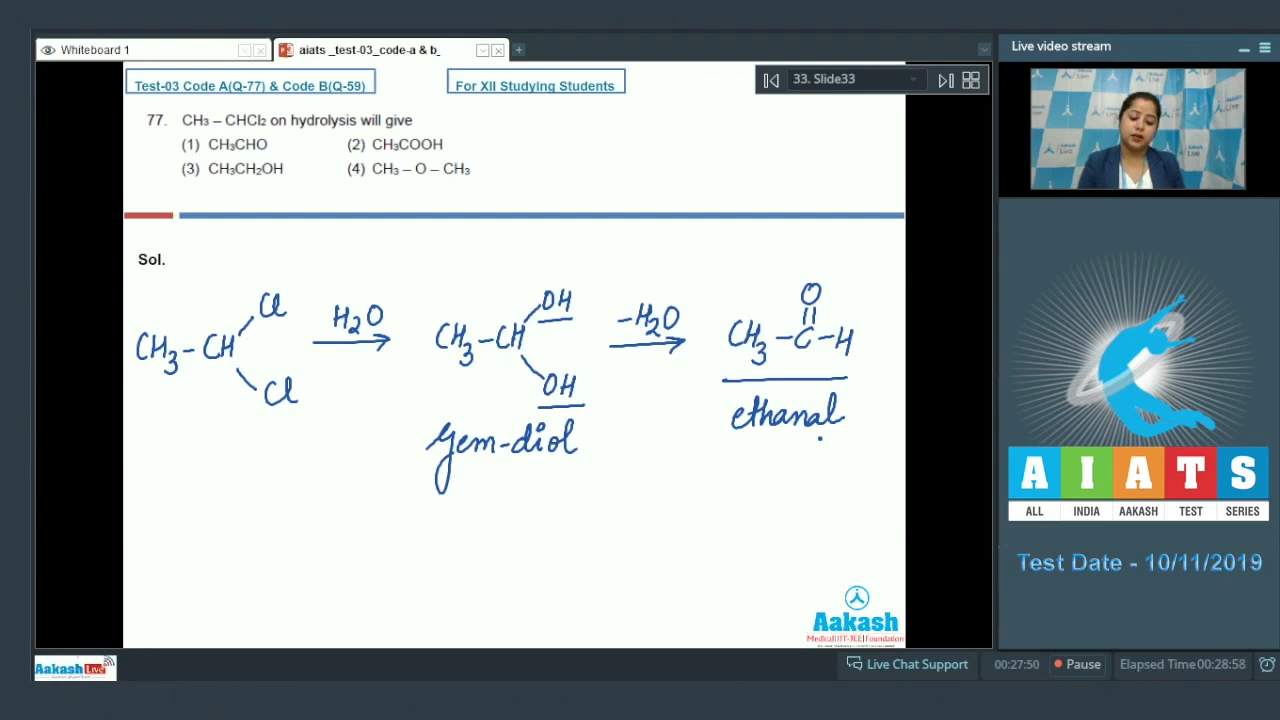 Whiteboard 1
aiats _test-03_code-a & b_
Live video stream
Test-03 Code A(Q-77) & Code B(Q-59)
For XII Studying Students
33. Slide33
77. CH₃ – CHCl₂ on hydrolysis will give
(1) CH₃CHO (2) CH₃COOH
(3) CH₃CH₂OH (4) CH₃ – O – CH₃
Sol.
CH₃–CH Cl Cl H₂O CH₃–CH OH OH –H₂O CH₃–C–H O
Gem-diol
ethanal
A I A T S
ALL INDIA AAKASH TEST SERIES
Test Date - 10/11/2019
Aakash
Medical|IIT-JEE|Foundation
Aakash Live
Live Chat Support
00:27:50
Pause
Elapsed Time 00:28:58